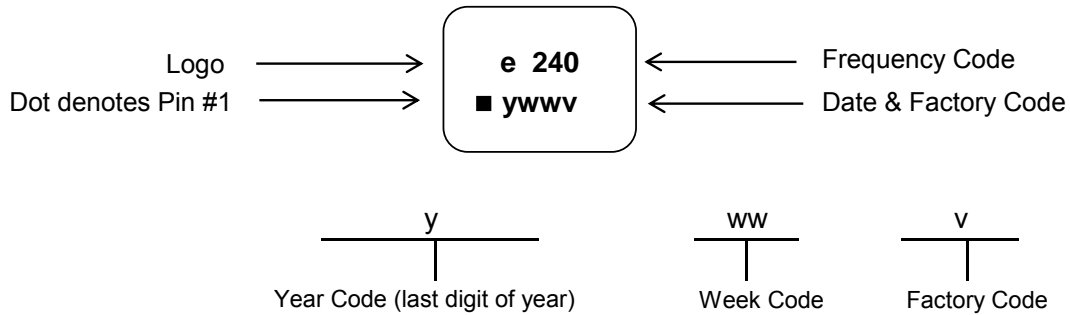 Logo
e 240
Frequency Code
Dot denotes Pin #1
■ ywwv
Date & Factory Code
y
ww
v
Year Code (last digit of year)
Week Code
Factory Code